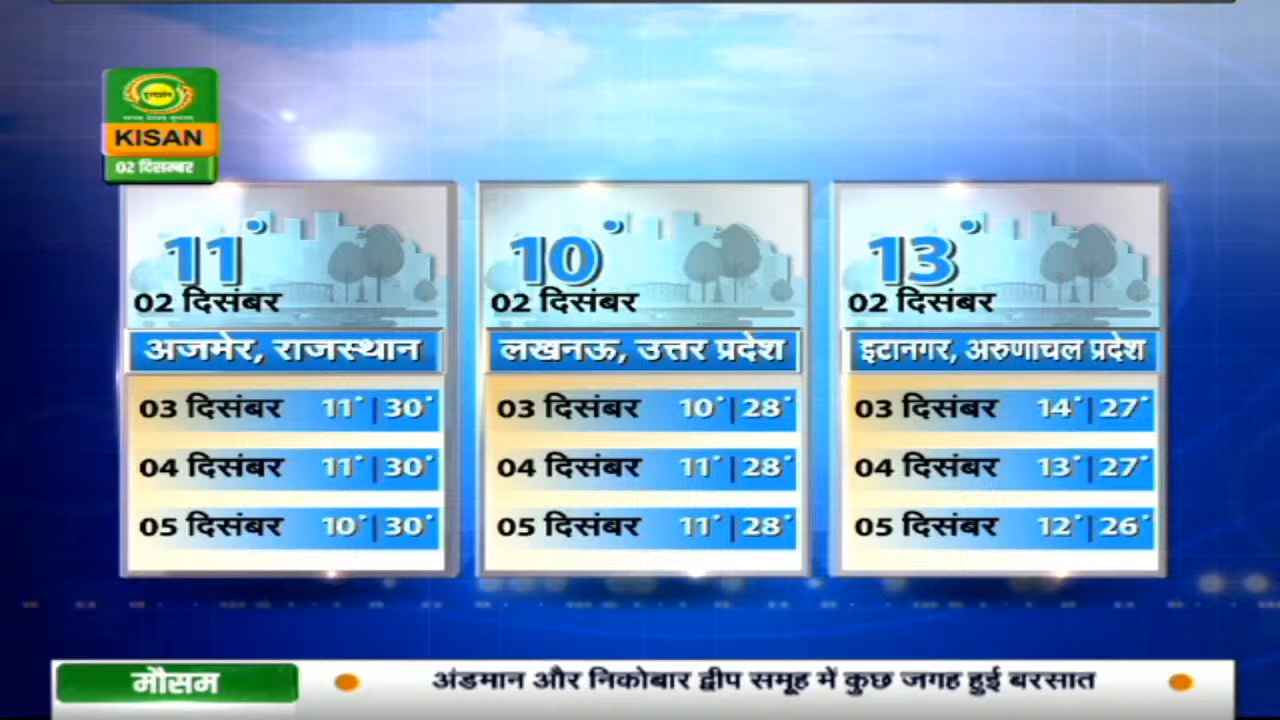 दूरदर्शन
KISAN
02 दिसम्बर
11°
02 दिसंबर
अजमेर, राजस्थान
03 दिसंबर 11° | 30°
04 दिसंबर 11° | 30°
05 दिसंबर 10° | 30°
10°
02 दिसंबर
लखनऊ, उत्तर प्रदेश
03 दिसंबर 10° | 28°
04 दिसंबर 11° | 28°
05 दिसंबर 11° | 28°
13°
02 दिसंबर
इटानगर, अरुणाचल प्रदेश
03 दिसंबर 14° | 27°
04 दिसंबर 13° | 27°
05 दिसंबर 12° | 26°
मौसम
अंडमान और निकोबार द्वीप समूह में कुछ जगह हुई बरसात